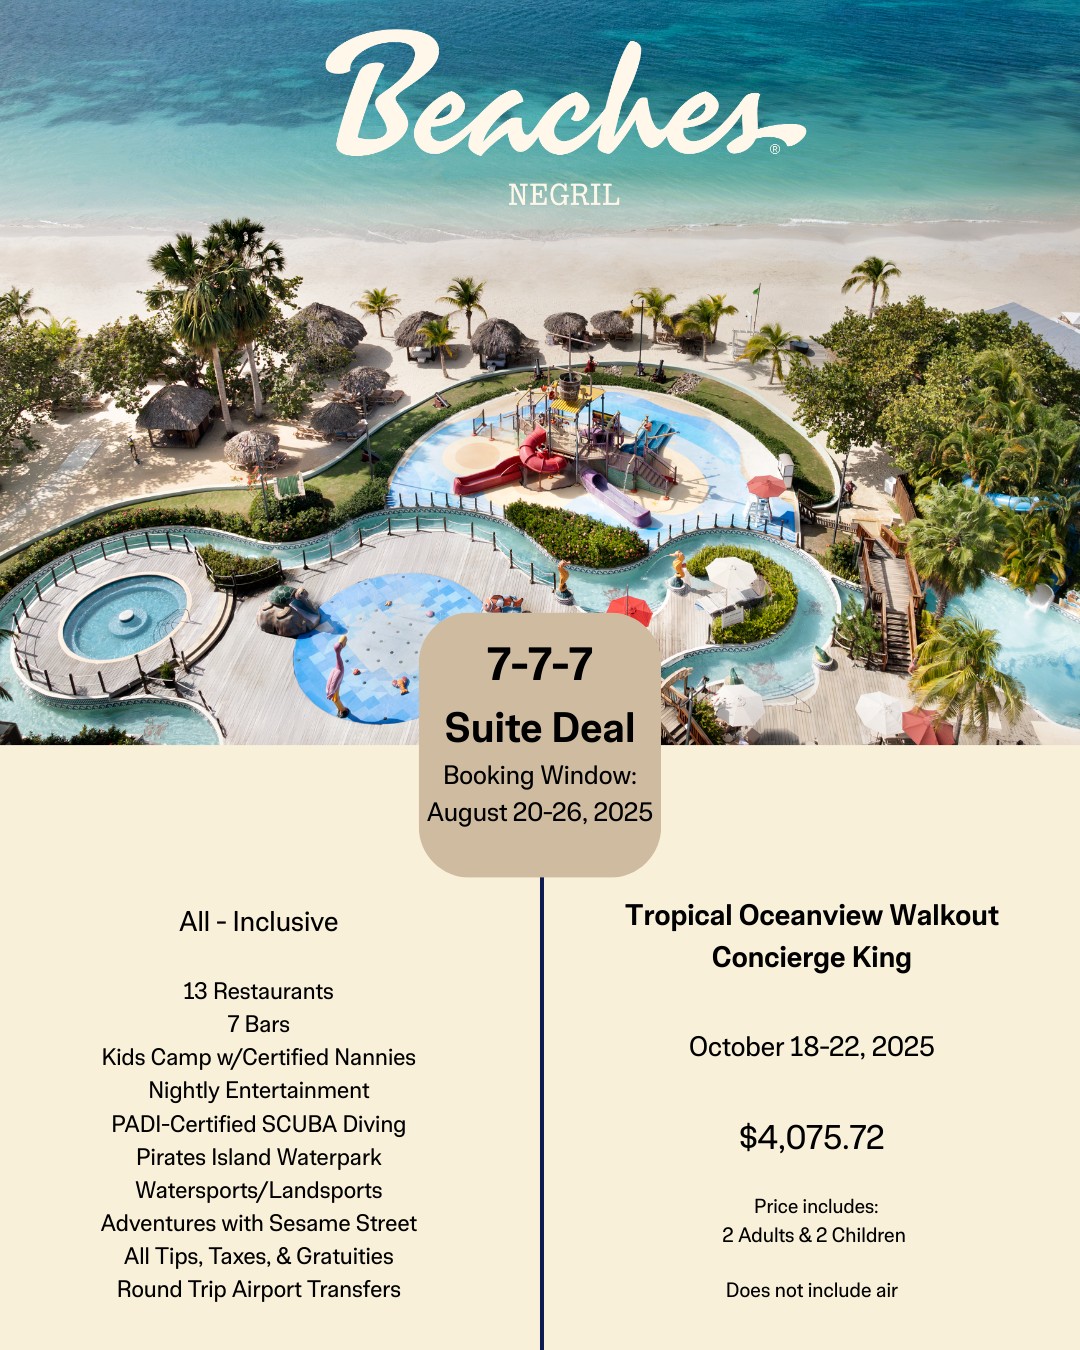 Beaches®
NEGRIL
7-7-7
Suite Deal
Booking Window:
August 20-26, 2025
All - Inclusive
13 Restaurants
7 Bars
Kids Camp w/Certified Nannies
Nightly Entertainment
PADI-Certified SCUBA Diving
Pirates Island Waterpark
Watersports/Landsports
Adventures with Sesame Street
All Tips, Taxes, & Gratuities
Round Trip Airport Transfers
Tropical Oceanview Walkout
Concierge King
October 18-22, 2025
$4,075.72
Price includes:
2 Adults & 2 Children
Does not include air